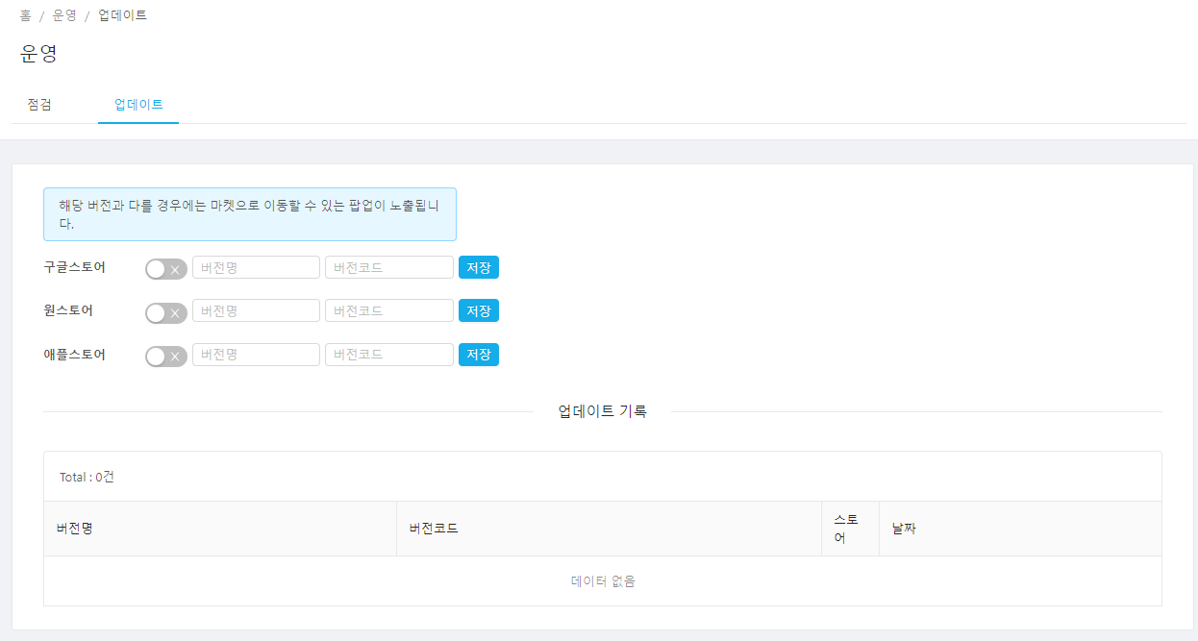 홈 / 운영 / 업데이트
운영
점검 업데이트
해당 버전과 다를 경우에는 마켓으로 이동할 수 있는 팝업이 노출됩니
다.
구글스토어 버전명 버전코드 저장
원스토어 버전명 버전코드 저장
애플스토어 버전명 버전코드 저장
업데이트 기록
Total : 0건
버전명 버전코드 스토
어 날짜
데이터 없음